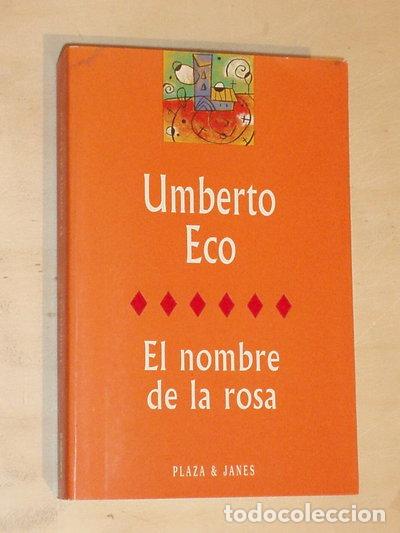 Umberto
Eco
El nombre
de la rosa
PLAZA & JANES
todocoleccion